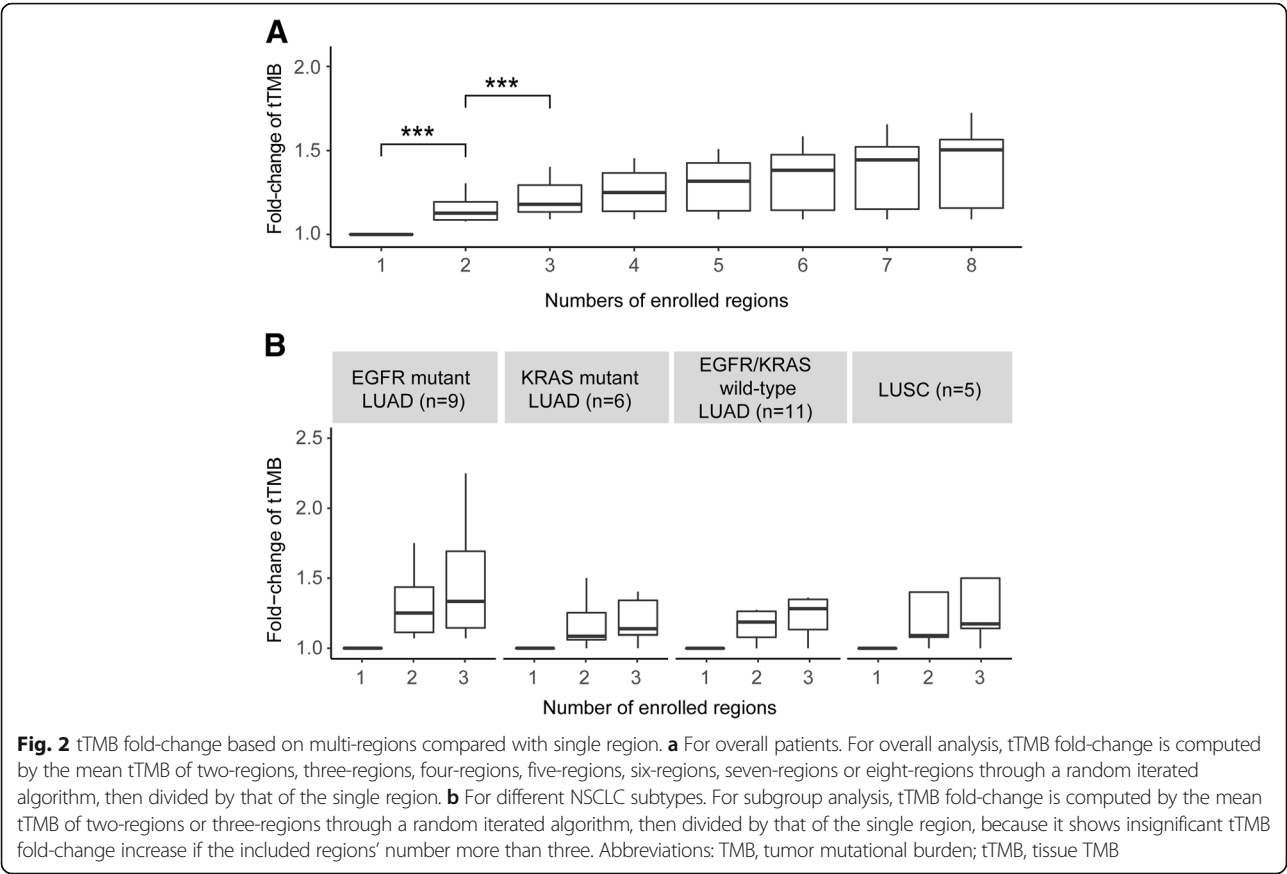 A
2.0
1.5
1.0
Fold-change of tTMB
***
***
1 2 3 4 5 6 7 8
Numbers of enrolled regions
B
EGFR mutant
LUAD (n=9)
KRAS mutant
LUAD (n=6)
EGFR/KRAS
wild-type
LUAD (n=11)
LUSC (n=5)
2.5
2.0
1.5
1.0
Fold-change of tTMB
1 2 3 1 2 3 1 2 3 1 2 3
Number of enrolled regions
Fig. 2 tTMB fold-change based on multi-regions compared with single region. a For overall patients. For overall analysis, tTMB fold-change is computed
by the mean tTMB of two-regions, three-regions, four-regions, five-regions, six-regions, seven-regions or eight-regions through a random iterated
algorithm, then divided by that of the single region. b For different NSCLC subtypes. For subgroup analysis, tTMB fold-change is computed by the mean
tTMB of two-regions or three-regions through a random iterated algorithm, then divided by that of the single region, because it shows insignificant tTMB
fold-change increase if the included regions' number more than three. Abbreviations: TMB, tumor mutational burden; tTMB, tissue TMB